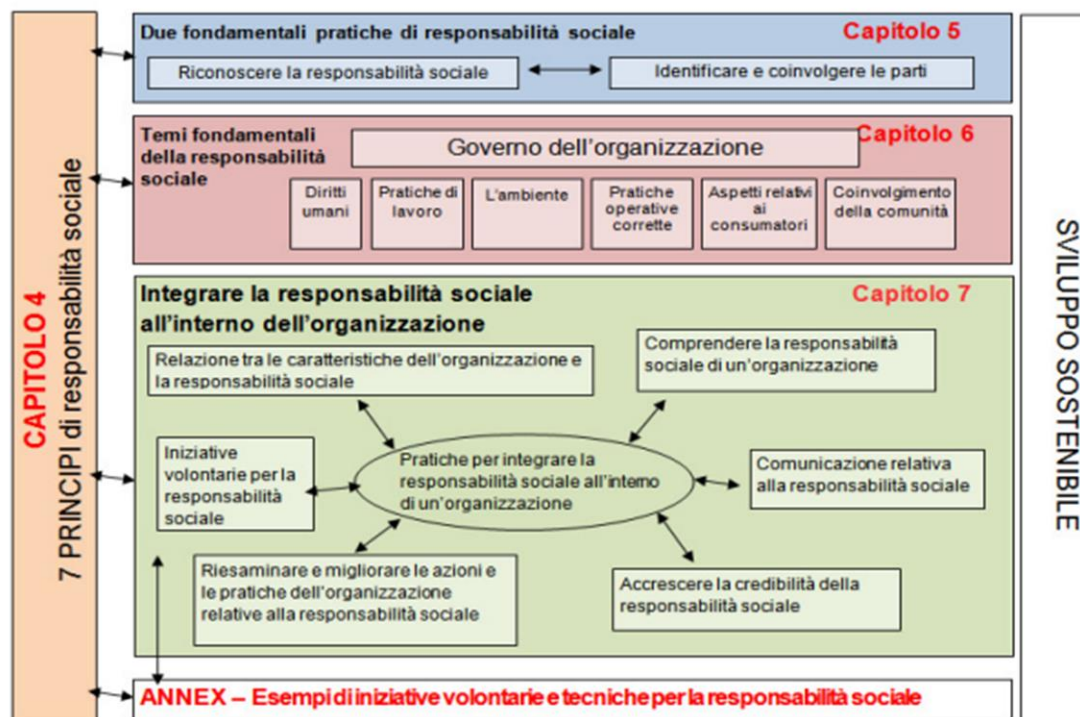 CAPITOLO 4
7 PRINCIPI di responsabilità sociale
Due fondamentali pratiche di responsabilità sociale
Capitolo 5
Riconoscere la responsabilità sociale
Identificare e coinvolgere le parti
Temi fondamentali
della responsabilità
sociale
Capitolo 6
Governo dell'organizzazione
Diritti
umani
Pratiche di
lavoro
L'ambiente
Pratiche
operative
corrette
Aspetti relativi
ai
consumatori
Coinvolgimento
della comunità
Integrare la responsabilità sociale
all'interno dell'organizzazione
Capitolo 7
Relazione tra le caratteristiche dell'organizzazione e
la responsabilità sociale
Comprendere la responsabilità
sociale di un'organizzazione
Iniziative
volontarie per la
responsabilità
sociale
Pratiche per integrare la
responsabilità sociale all'interno
di un'organizzazione
Comunicazione relativa
alla responsabilità sociale
Riesaminare e migliorare le azioni e
le pratiche dell'organizzazione
relative alla responsabilità sociale
Accrescere la credibilità della
responsabilità sociale
ANNEX – Esempi di iniziative volontarie e tecniche per la responsabilità sociale
SVILUPPO SOSTENIBILE